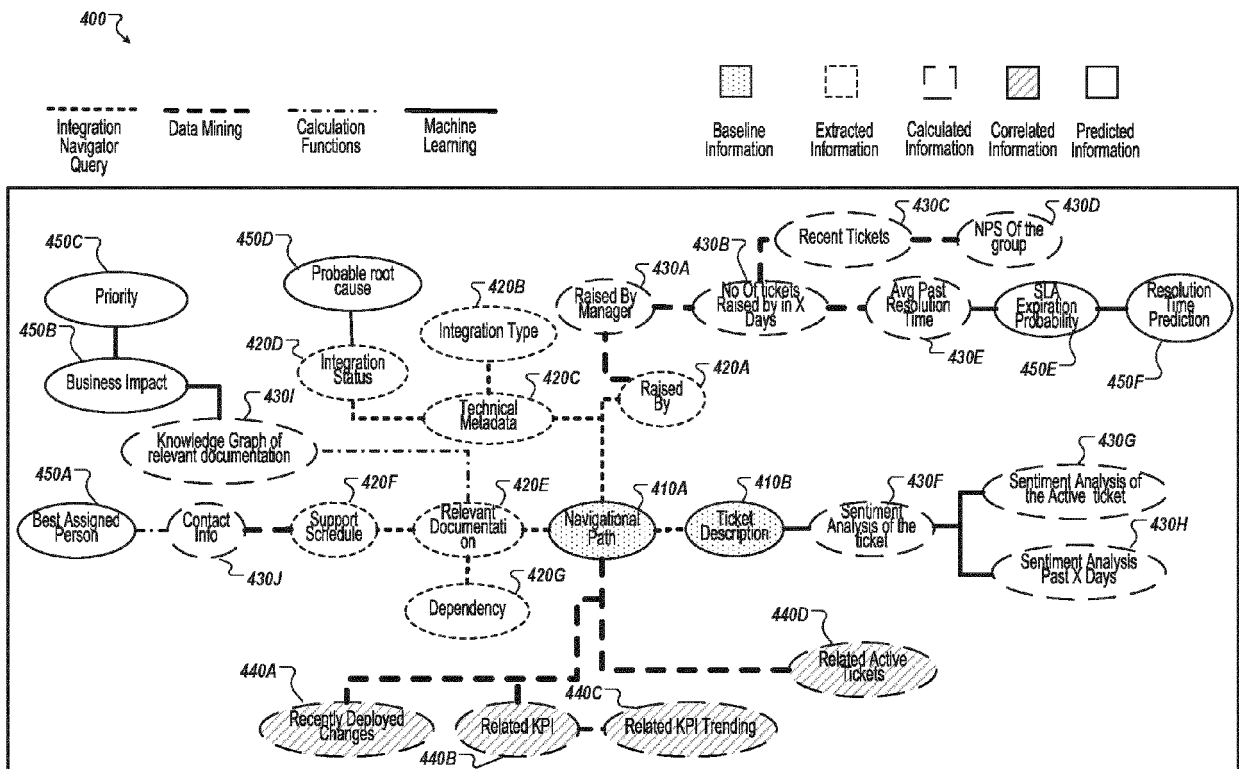 400
Integration
Navigator
Query
Data Mining
Calculation
Functions
Machine
Learning
Baseline
Information
Extracted
Information
Calculated
Information
Correlated
Information
Predicted
Information
450C
Priority
450B
Business Impact
450D
Probable root
cause
420D
Integration
Status
420B
Integration Type
420C
Technical
Metadata
430A
Raised By
Manager
430B
No Of tickets
Raised by in X
Days
430C
Recent Tickets
430D
NPS Of the
group
Avg Past
Resolution
Time
430E
SLA
Expiration
Probability
450E
Resolution
Time
Prediction
450F
420A
Raised
By
430I
Knowledge Graph of
relevant documentation
450A
Best Assigned
Person
Contact
Info
430J
420F
Support
Schedule
420E
Relevant
Documentati
on
410A
Navigational
Path
410B
Ticket
Description
430F
Sentiment
Analysis of the
ticket
430G
Sentiment Analysis of
the Active ticket
430H
Sentiment Analysis
Past X Days
420G
Dependency
440D
Related Active
Tickets
440A
Recently Deployed
Changes
Related KPI
440B
440C
Related KPI Trending